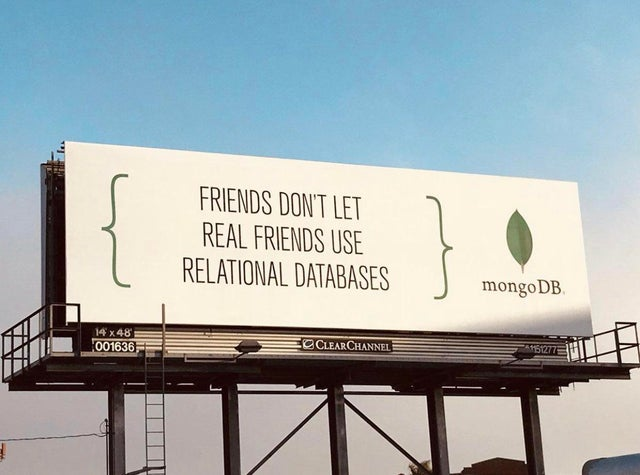 FRIENDS DON'T LET
REAL FRIENDS USE
RELATIONAL DATABASES
mongoDB.
14' x 48'
001636
CLEARCHANNEL